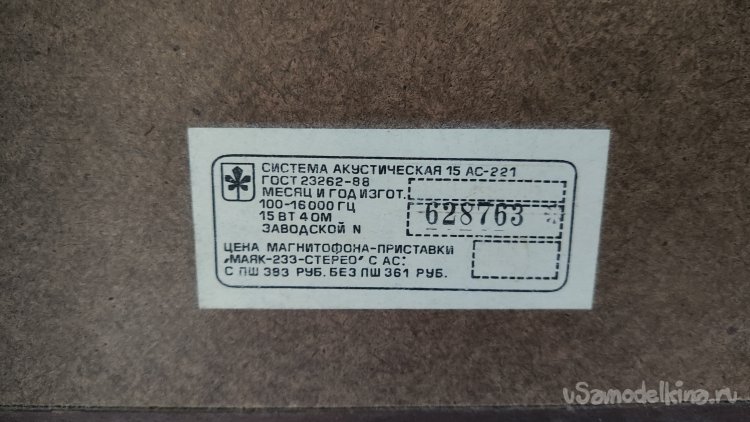 СИСТЕМА АКУСТИЧЕСКАЯ 15 АС-221
ГОСТ 23262-88
МЕСЯЦ И ГОД ИЗГОТ.
100-16000 ГЦ
15 ВТ 4 ОМ
ЗАВОДСКОЙ N 628763
ЦЕНА МАГНИТОФОНА-ПРИСТАВКИ
„МАЯК-233-СТЕРЕО" С АС:
С ПШ 393 РУБ. БЕЗ ПШ 361 РУБ.
uSamodelkina.ru